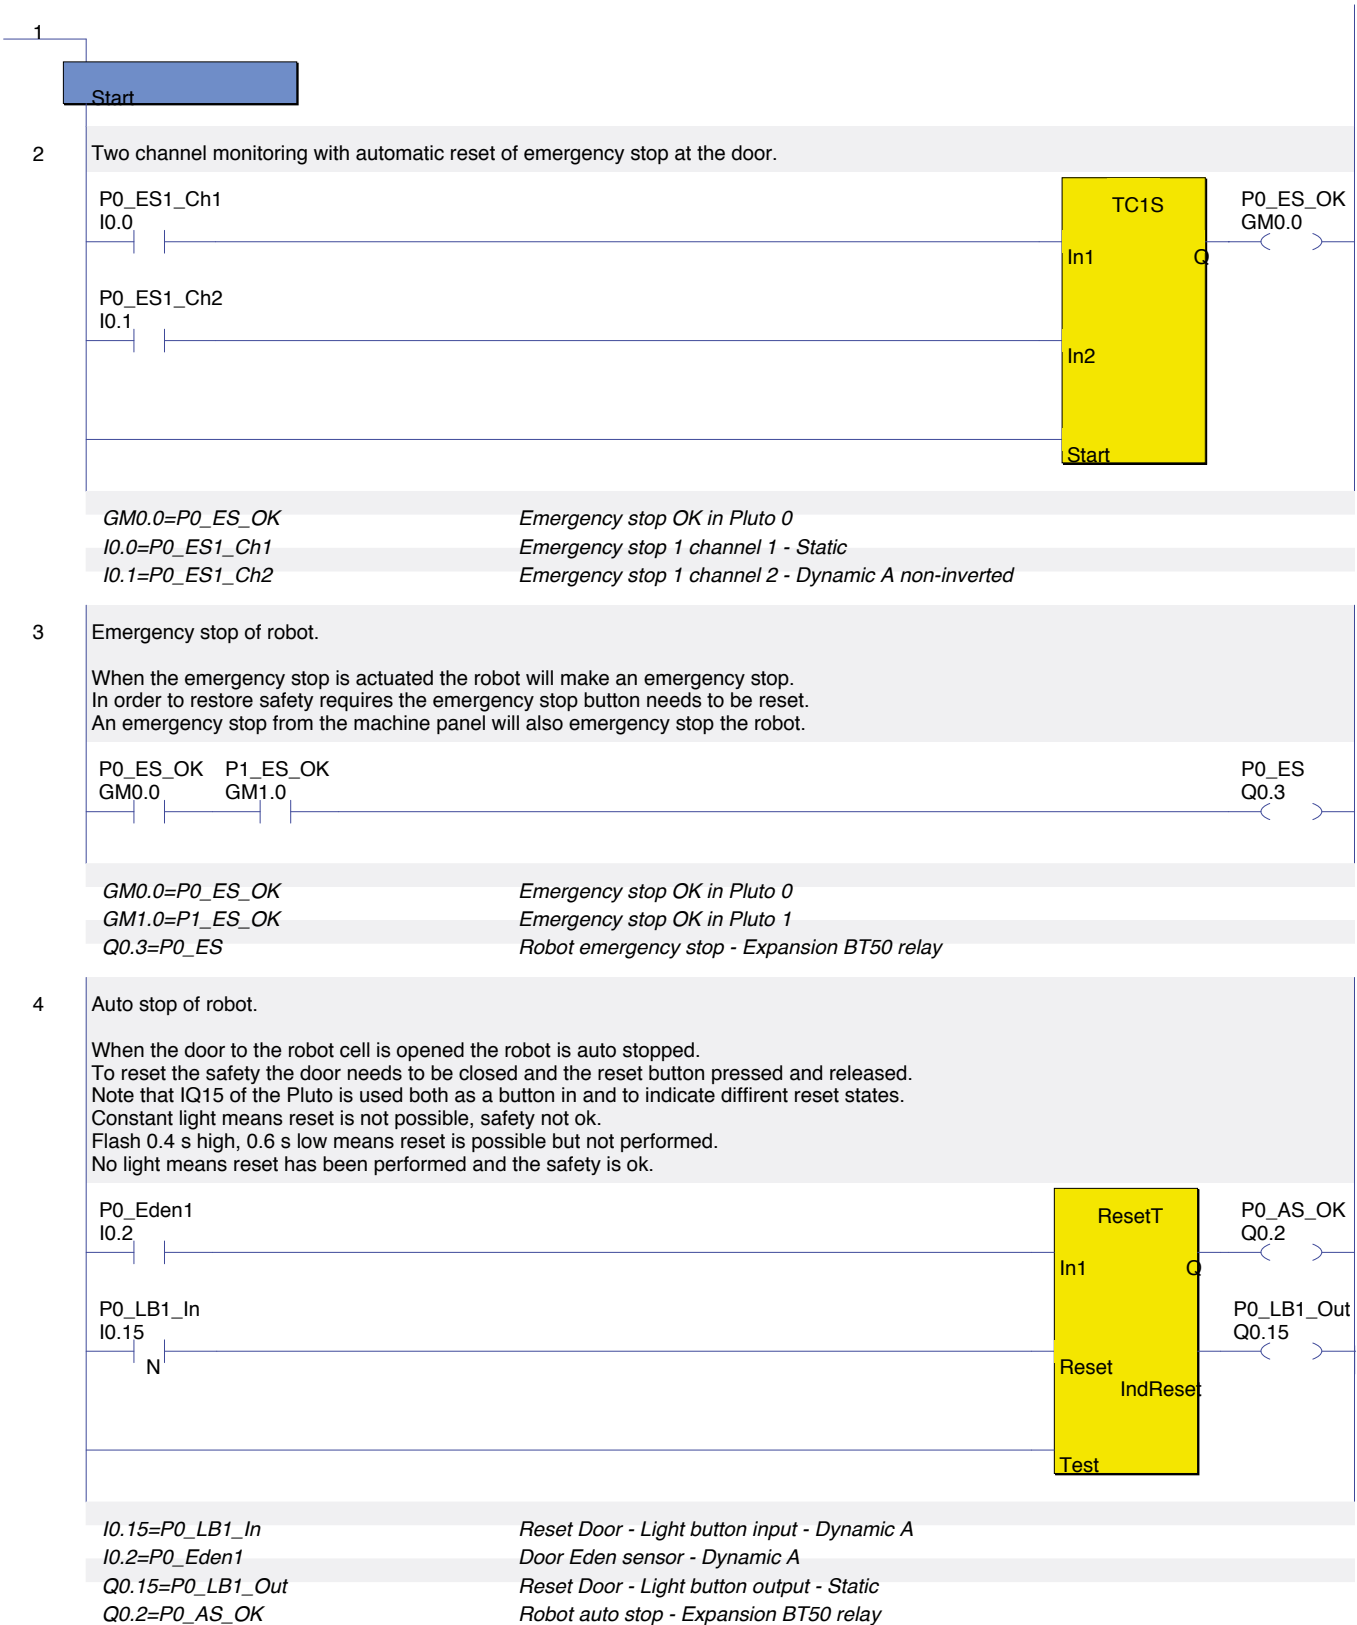 1
Start
2
Two channel monitoring with automatic reset of emergency stop at the door.
P0_ES1_Ch1
I0.0
TC1S
P0_ES_OK
GM0.0
In1
Q
P0_ES1_Ch2
I0.1
In2
Start
GM0.0=P0_ES_OK Emergency stop OK in Pluto 0
I0.0=P0_ES1_Ch1 Emergency stop 1 channel 1 - Static
I0.1=P0_ES1_Ch2 Emergency stop 1 channel 2 - Dynamic A non-inverted
3
Emergency stop of robot.
When the emergency stop is actuated the robot will make an emergency stop.
In order to restore safety requires the emergency stop button needs to be reset.
An emergency stop from the machine panel will also emergency stop the robot.
P0_ES_OK P1_ES_OK P0_ES
GM0.0 GM1.0 Q0.3
GM0.0=P0_ES_OK Emergency stop OK in Pluto 0
GM1.0=P1_ES_OK Emergency stop OK in Pluto 1
Q0.3=P0_ES Robot emergency stop - Expansion BT50 relay
4
Auto stop of robot.
When the door to the robot cell is opened the robot is auto stopped.
To reset the safety the door needs to be closed and the reset button pressed and released.
Note that IQ15 of the Pluto is used both as a button in and to indicate diffirent reset states.
Constant light means reset is not possible, safety not ok.
Flash 0.4 s high, 0.6 s low means reset is possible but not performed.
No light means reset has been performed and the safety is ok.
P0_Eden1
I0.2
ResetT
P0_AS_OK
Q0.2
In1
Q
P0_LB1_In
I0.15
N
P0_LB1_Out
Q0.15
Reset
IndReset
Test
I0.15=P0_LB1_In Reset Door - Light button input - Dynamic A
I0.2=P0_Eden1 Door Eden sensor - Dynamic A
Q0.15=P0_LB1_Out Reset Door - Light button output - Static
Q0.2=P0_AS_OK Robot auto stop - Expansion BT50 relay